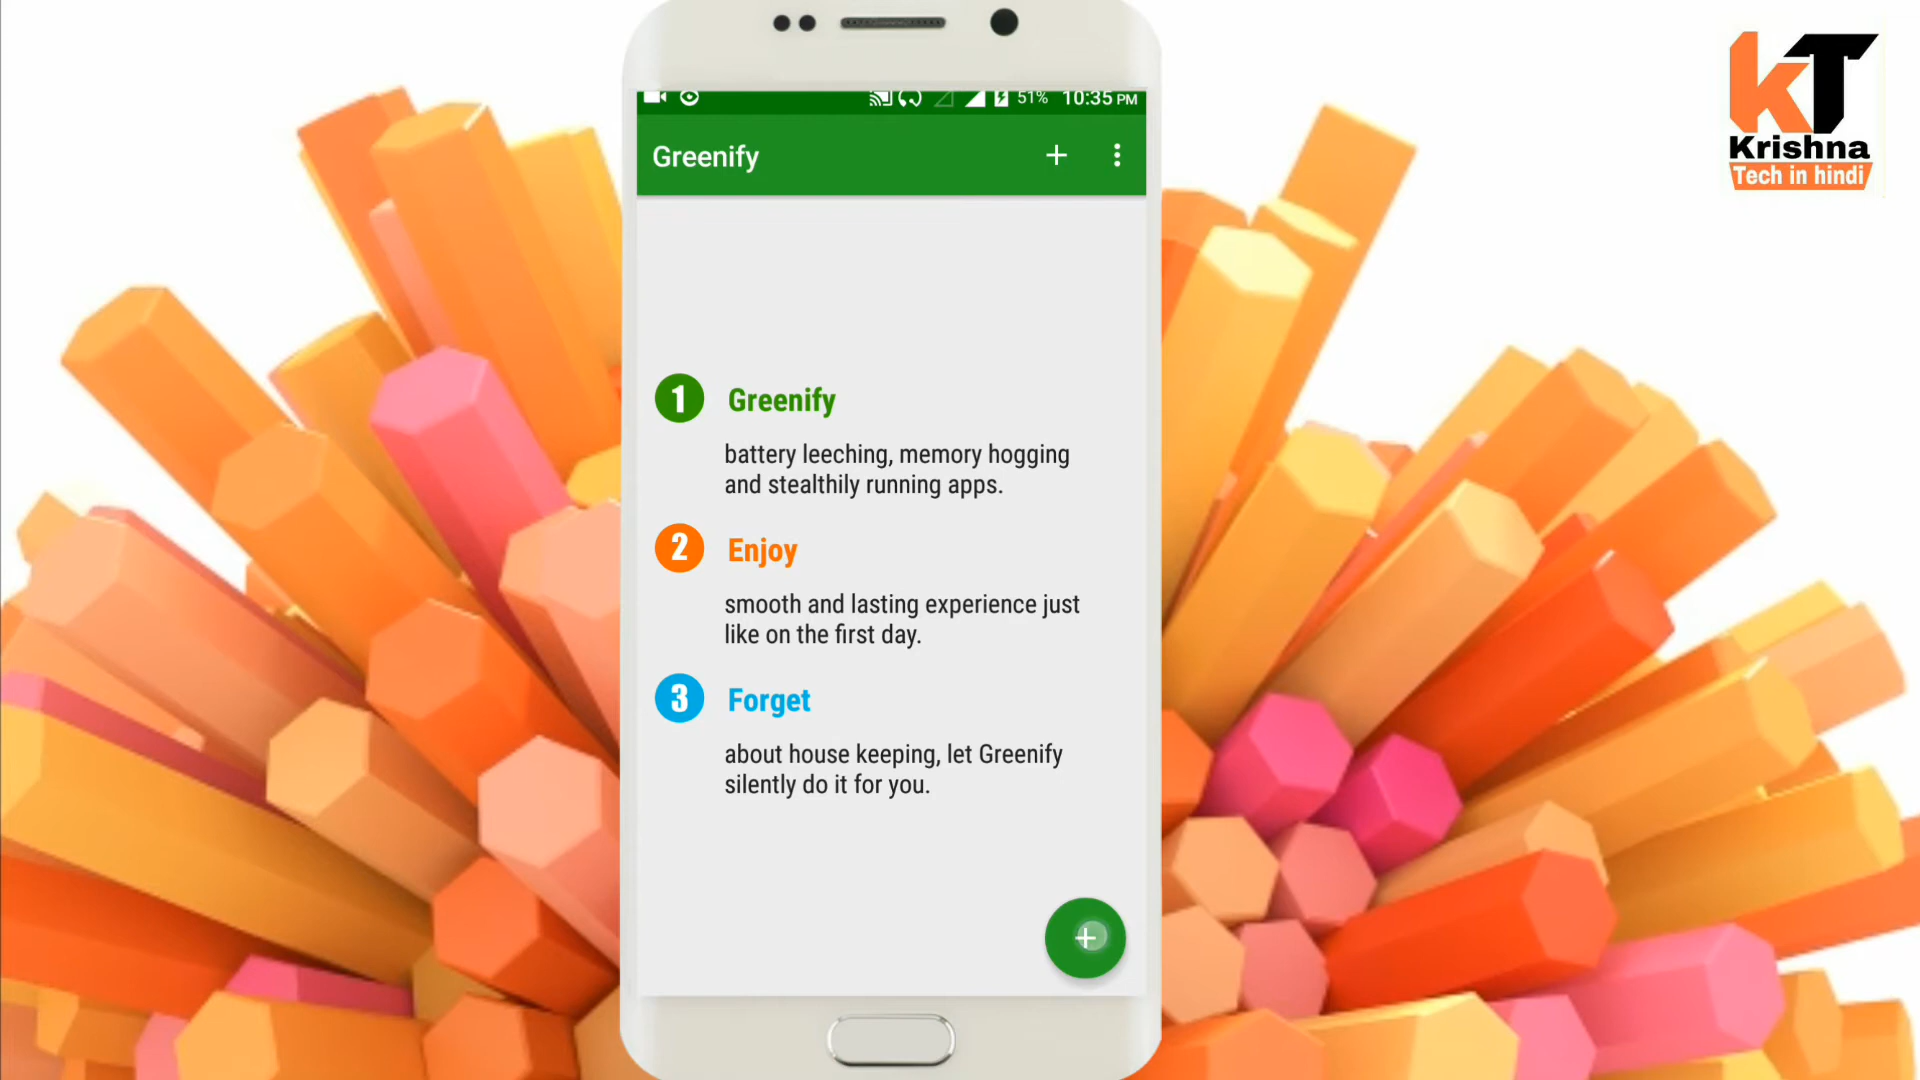 51% 10:35 PM
Greenify
1 Greenify
battery leeching, memory hogging
and stealthily running apps.
2 Enjoy
smooth and lasting experience just
like on the first day.
3 Forget
about house keeping, let Greenify
silently do it for you.
KT
Krishna
Tech in hindi